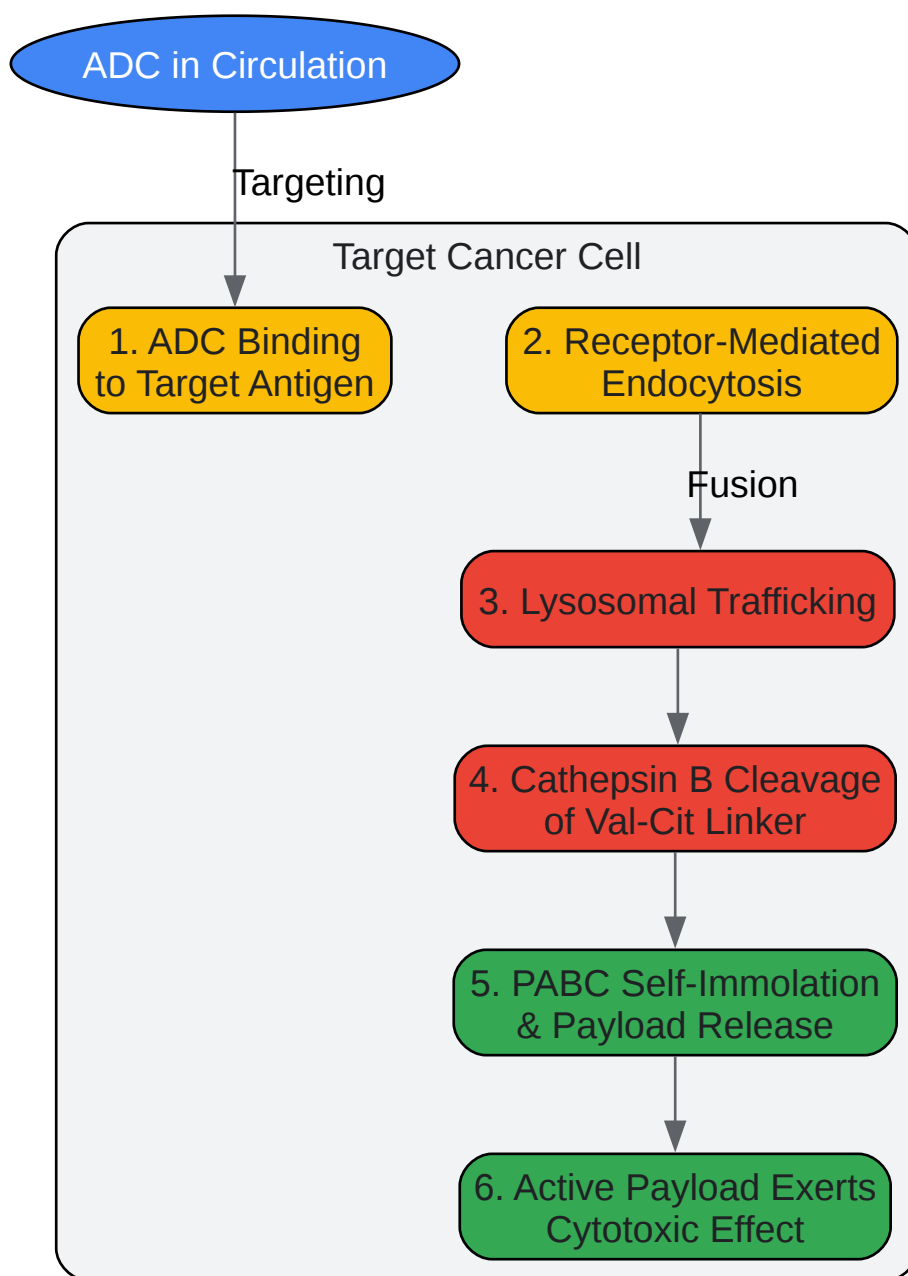 ADC in Circulation
Targeting
Target Cancer Cell
1. ADC Binding
to Target Antigen
2. Receptor-Mediated
Endocytosis
Fusion
3. Lysosomal Trafficking
4. Cathepsin B Cleavage
of Val-Cit Linker
5. PABC Self-Immolation
& Payload Release
6. Active Payload Exerts
Cytotoxic Effect